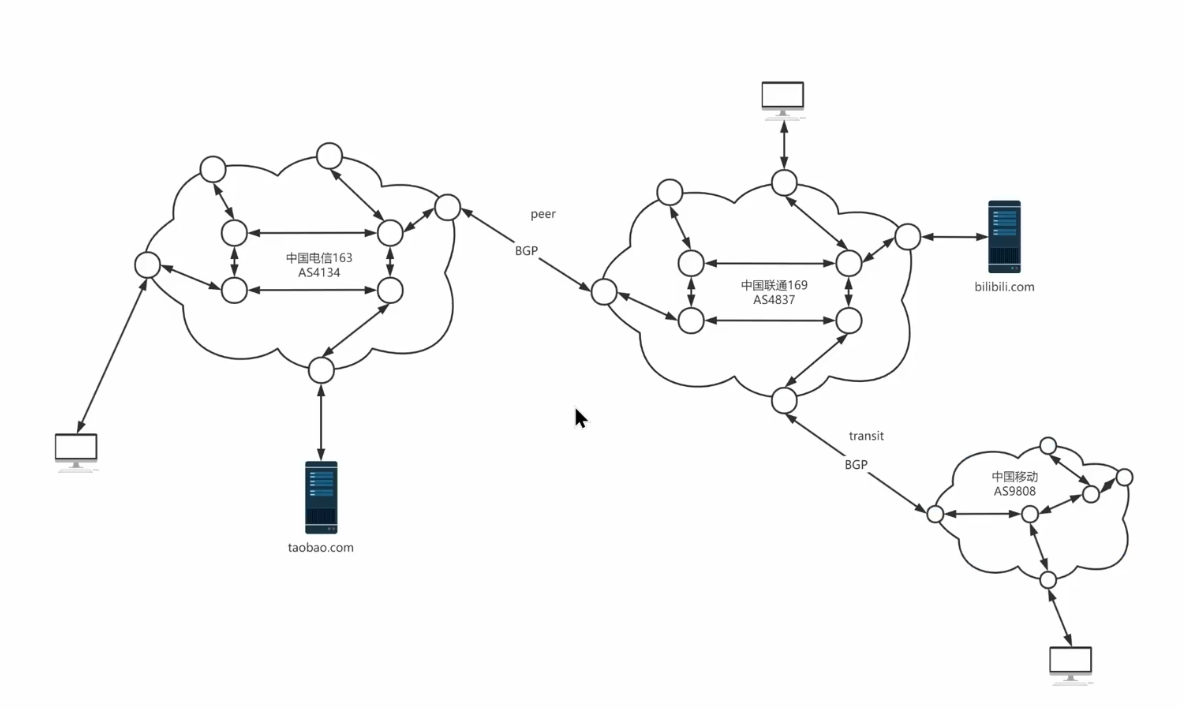 peer
BGP
中国电信163
AS4134
taobao.com
中国联通169
AS4837
bilibili.com
transit
BGP
中国移动
AS9808